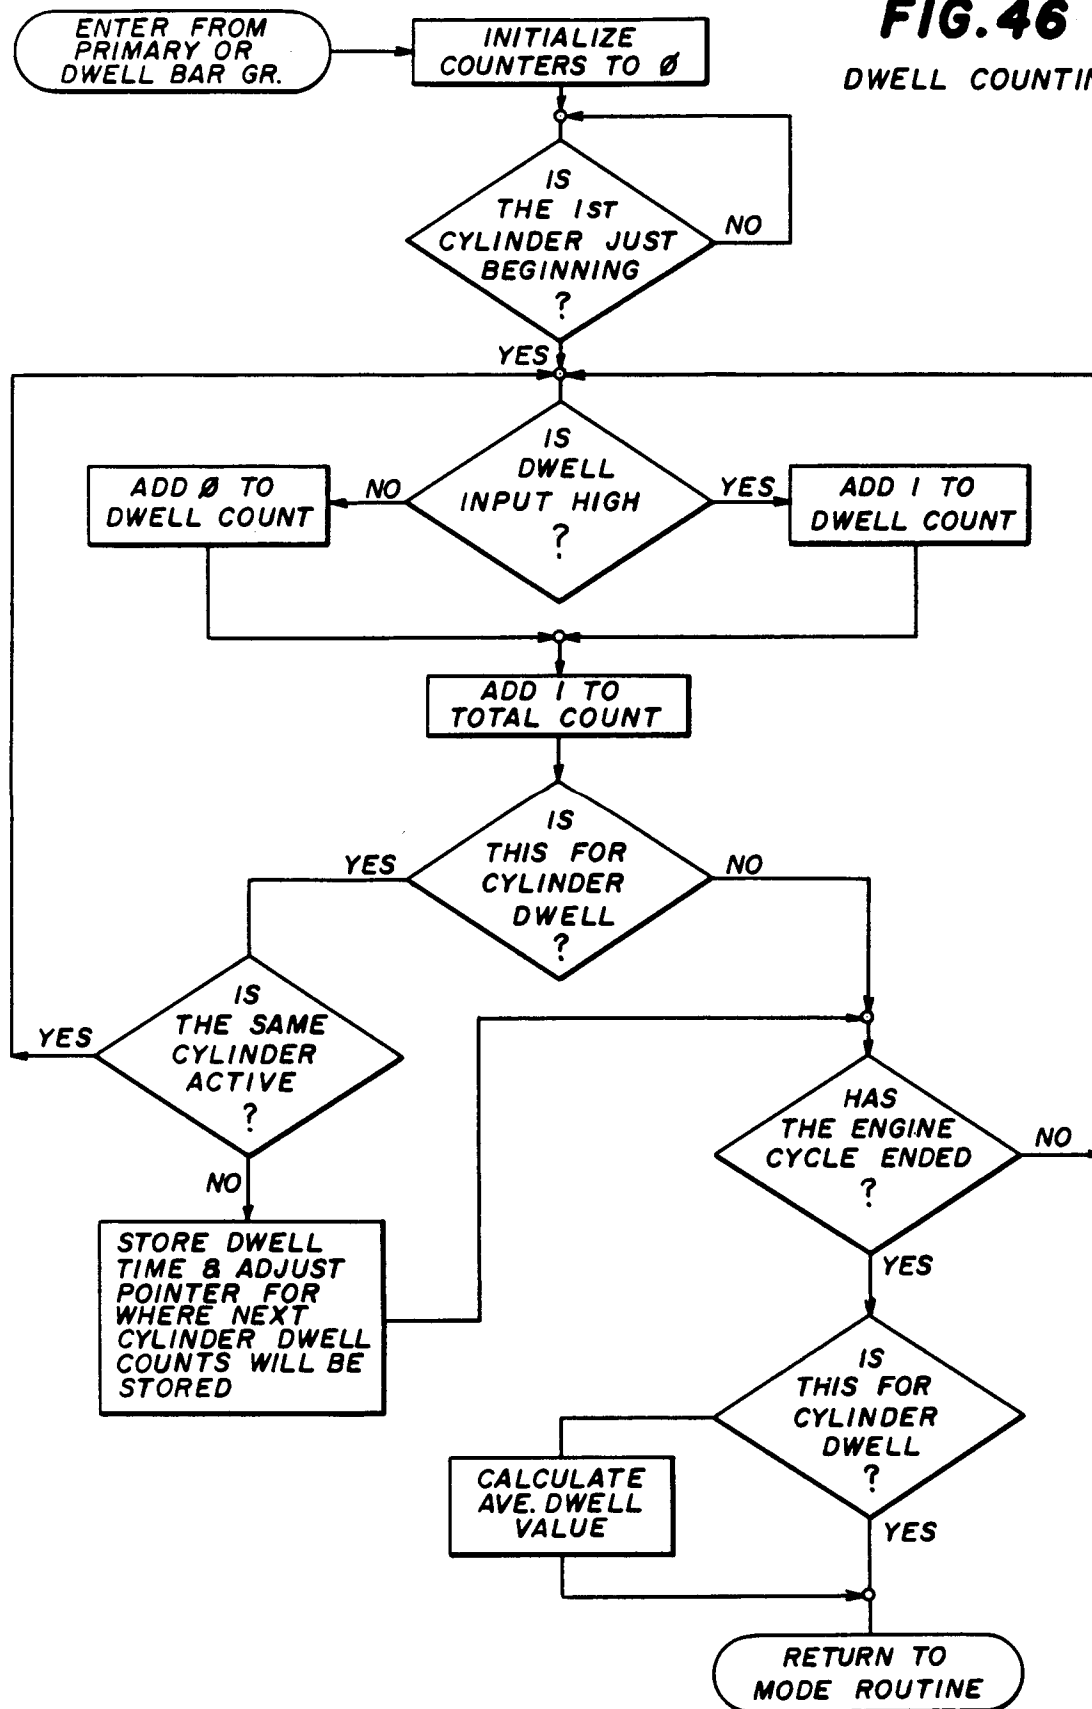 FIG.46
DWELL COUNTIN
ENTER FROM
PRIMARY OR
DWELL BAR GR.
INITIALIZE
COUNTERS TO Ø
IS
THE 1ST
CYLINDER JUST
BEGINNING
?
NO
YES
IS
DWELL
INPUT HIGH
?
NO
YES
ADD Ø TO
DWELL COUNT
ADD 1 TO
DWELL COUNT
ADD 1 TO
TOTAL COUNT
IS
THIS FOR
CYLINDER
DWELL
?
YES
NO
IS
THE SAME
CYLINDER
ACTIVE
?
YES
NO
HAS
THE ENGINE
CYCLE ENDED
?
NO
YES
STORE DWELL
TIME & ADJUST
POINTER FOR
WHERE NEXT
CYLINDER DWELL
COUNTS WILL BE
STORED
IS
THIS FOR
CYLINDER
DWELL
?
YES
CALCULATE
AVE. DWELL
VALUE
RETURN TO
MODE ROUTINE